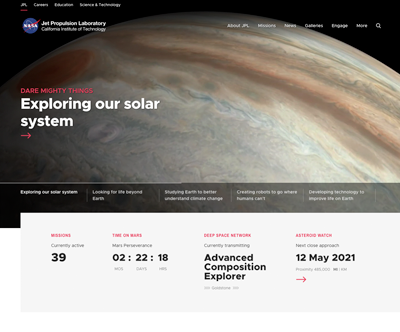 JPL Careers Education Science & Technology
NASA
Jet Propulsion Laboratory
California Institute of Technology
About JPL Missions News Galleries Engage More
DARE MIGHTY THINGS
Exploring our solar
system
Exploring our solar system
Looking for life beyond
Earth
Studying Earth to better
understand climate change
Creating robots to go where
humans can't
Developing technology to
improve life on Earth
MISSIONS
Currently active
39
TIME ON MARS
Mars Perseverance
02 : 22 : 18
MOS DAYS HRS
DEEP SPACE NETWORK
Currently transmitting
Advanced
Composition
Explorer
Goldstone
ASTEROID WATCH
Next close approach
12 May 2021
Proximity 485,000 MI | KM